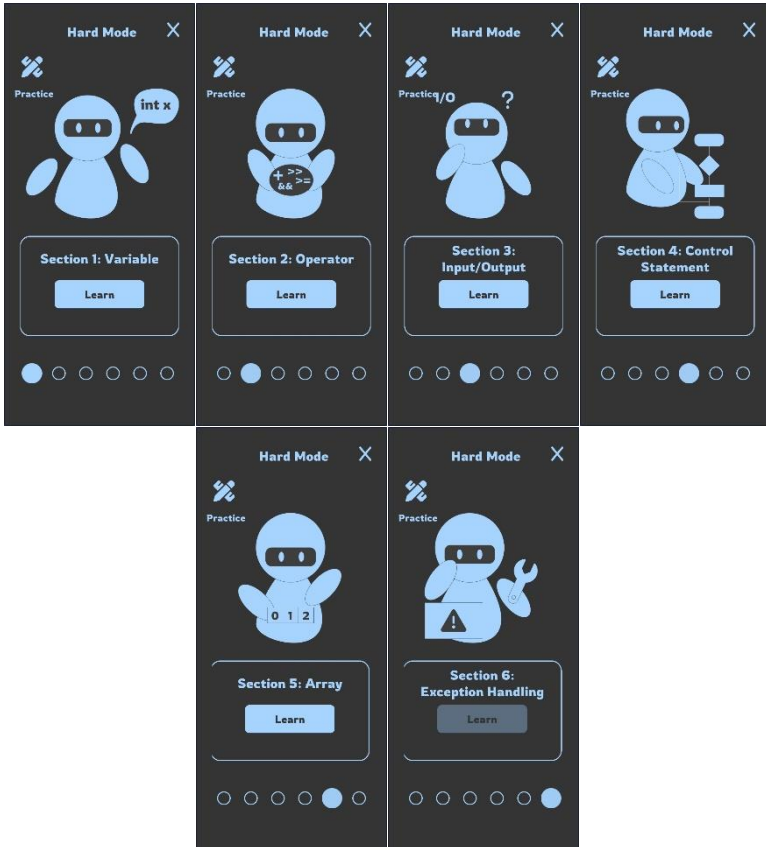 Hard Mode X
Practice
int x
Section 1: Variable
Learn
Hard Mode X
Practice
+ >>
&& >=
Section 2: Operator
Learn
Hard Mode X
Practice
I/O ?
Section 3:
Input/Output
Learn
Hard Mode X
Practice
Section 4: Control
Statement
Learn
Hard Mode X
Practice
0 1 2
Section 5: Array
Learn
Hard Mode X
Practice
!
Section 6:
Exception Handling
Learn